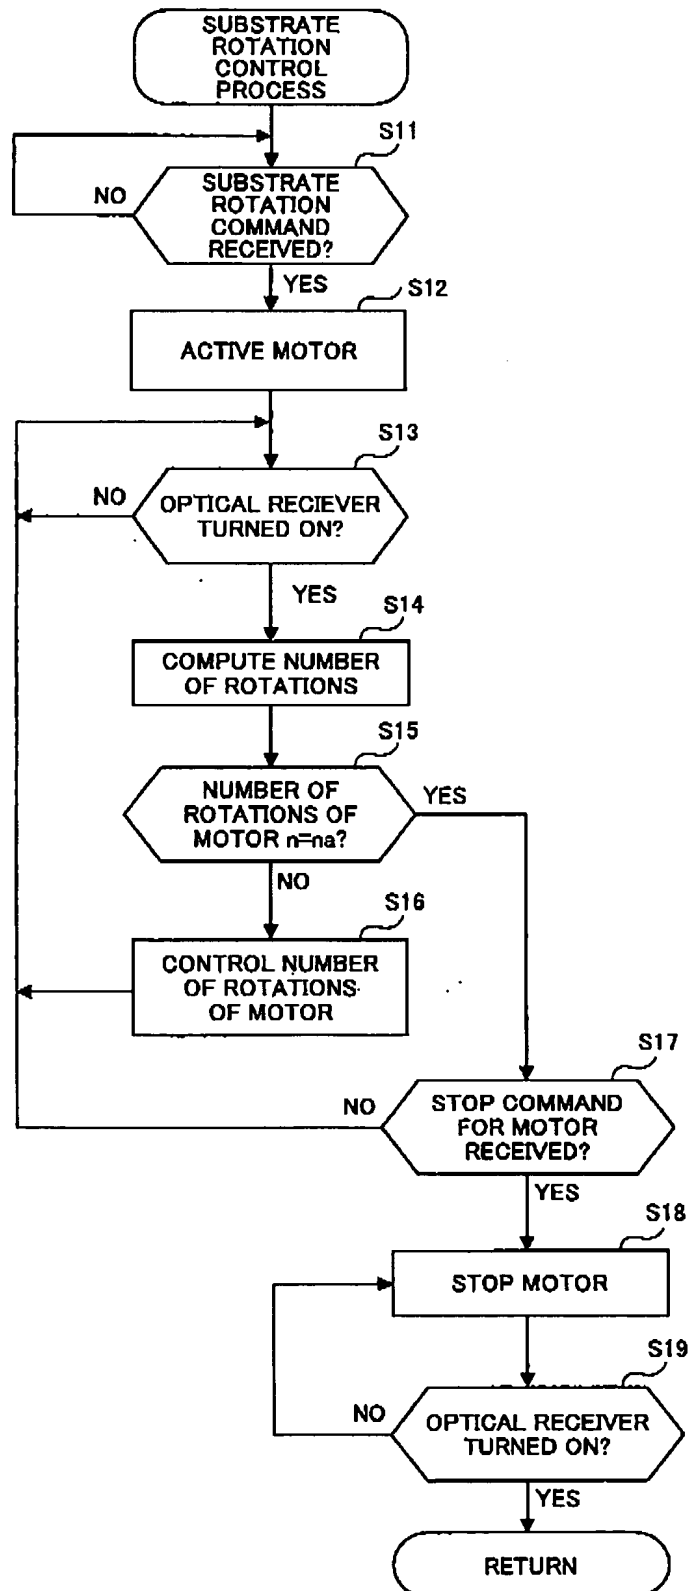 SUBSTRATE
ROTATION
CONTROL
PROCESS
S11
NO
SUBSTRATE
ROTATION
COMMAND
RECEIVED?
YES
S12
ACTIVE MOTOR
S13
NO
OPTICAL RECIEVER
TURNED ON?
YES
S14
COMPUTE NUMBER
OF ROTATIONS
S15
NUMBER OF
ROTATIONS OF
MOTOR n=na?
YES
NO
S16
CONTROL NUMBER
OF ROTATIONS
OF MOTOR
S17
NO
STOP COMMAND
FOR MOTOR
RECEIVED?
YES
S18
STOP MOTOR
S19
NO
OPTICAL RECEIVER
TURNED ON?
YES
RETURN